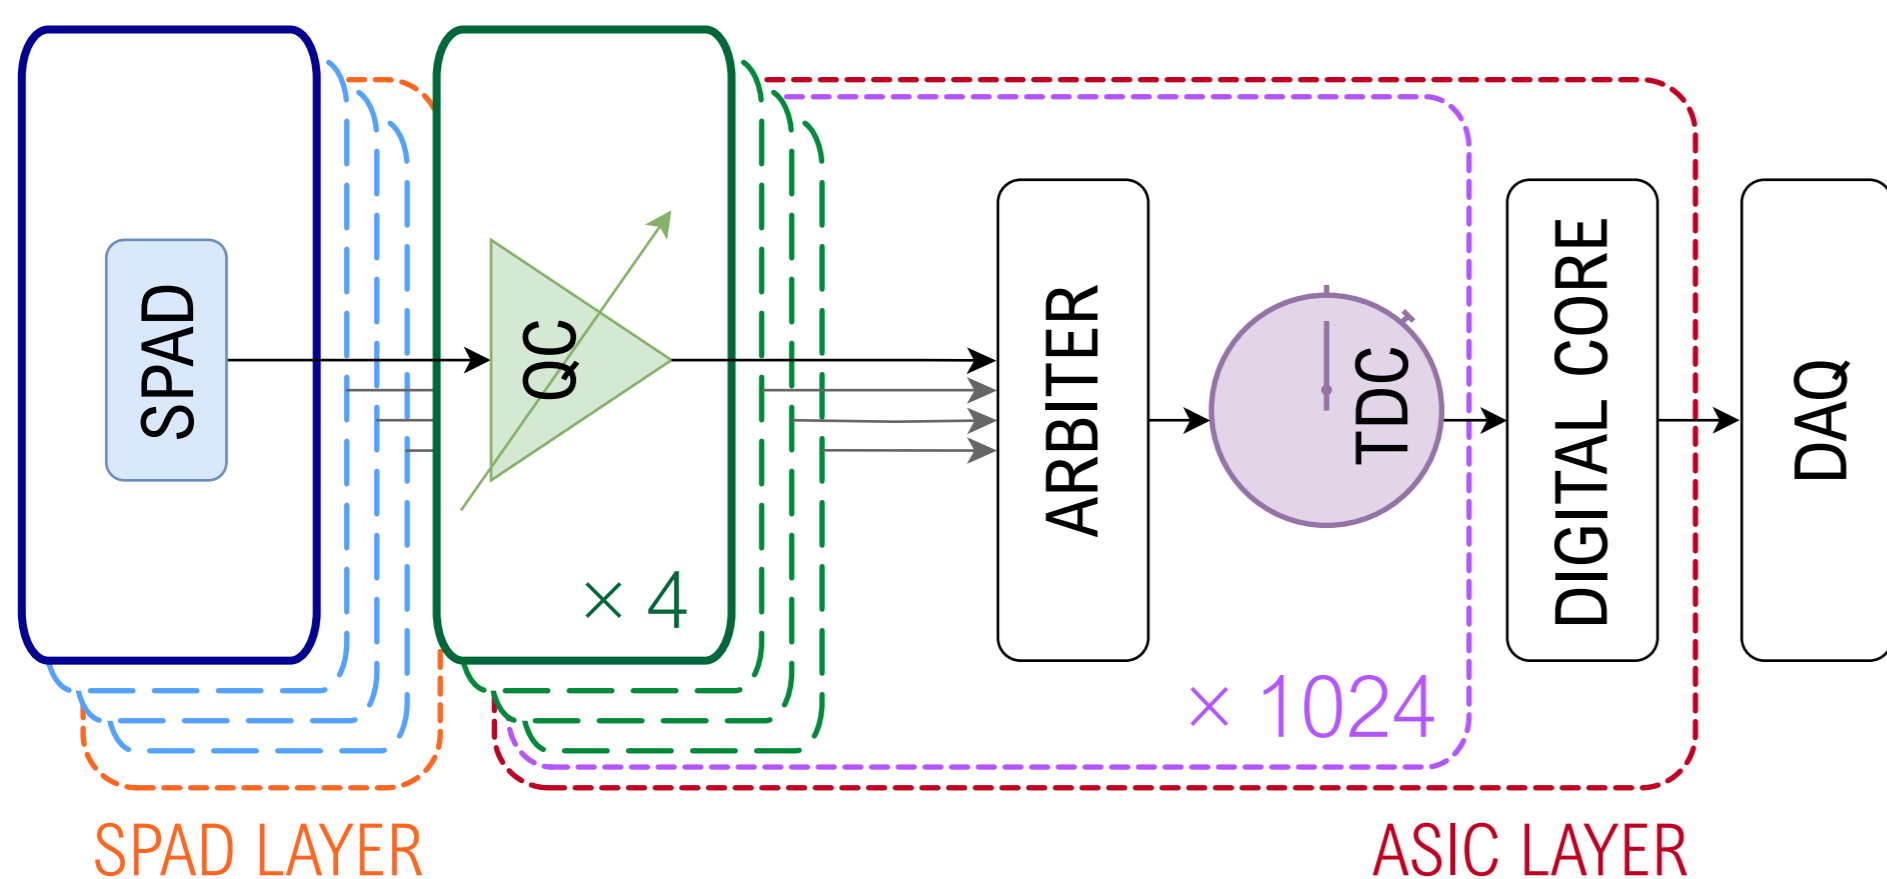 SPAD
QC
× 4
ARBITER
TDC
× 1024
DIGITAL CORE
DAQ
SPAD LAYER
ASIC LAYER